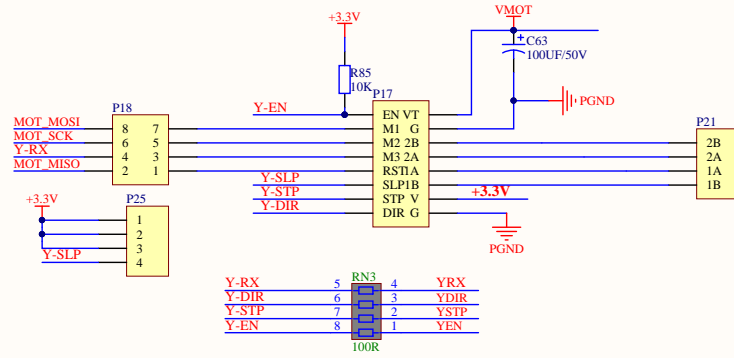 VMOT
+3.3V
C63
100UF/50V
R85
10K
P17
PGND
Y-EN
EN VT
M1 G
M2 2B
M3 2A
RST1A
SLP1B
STP V
DIR G
P18
MOT_MOSI 8 7
MOT_SCK 6 5
Y-RX 4 3
MOT_MISO 2 1
P21
2B
2A
1A
1B
Y-SLP
Y-STP
Y-DIR
+3.3V
PGND
+3.3V
P25
1
2
3
Y-SLP 4
RN3
Y-RX 5 4 YRX
Y-DIR 6 3 YDIR
Y-STP 7 2 YSTP
Y-EN 8 1 YEN
100R